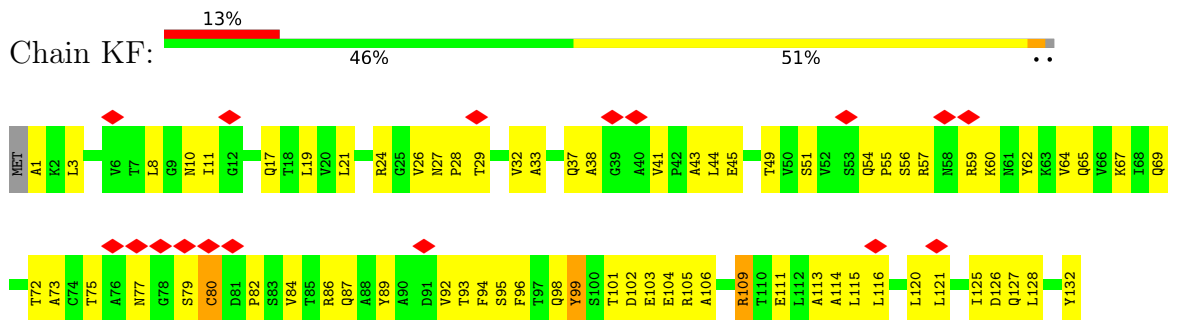 13%
Chain KF:
46% 51% ..
MET A1 K2 L3 V6 T7 L8 G9 N10 I11 G12 Q17 T18 L19 V20 L21 R24 G25 V26 N27 P28 T29 V32 A33 Q37 A38 G39 A40 V41 P42 A43 L44 E45 T49 V50 S51 V52 S53 Q54 P55 S56 R57 N58 R59 K60 N61 Y62 K63 V64 Q65 V66 K67 I68 Q69
T72 A73 C74 T75 A76 N77 G78 S79 C80 D81 P82 S83 V84 T85 R86 Q87 A88 Y89 A90 D91 V92 T93 F94 S95 F96 T97 Q98 Y99 S100 T101 D102 E103 E104 R105 A106 R109 T110 E111 L112 A113 A114 L115 L116 L120 L121 I125 D126 Q127 L128 Y132